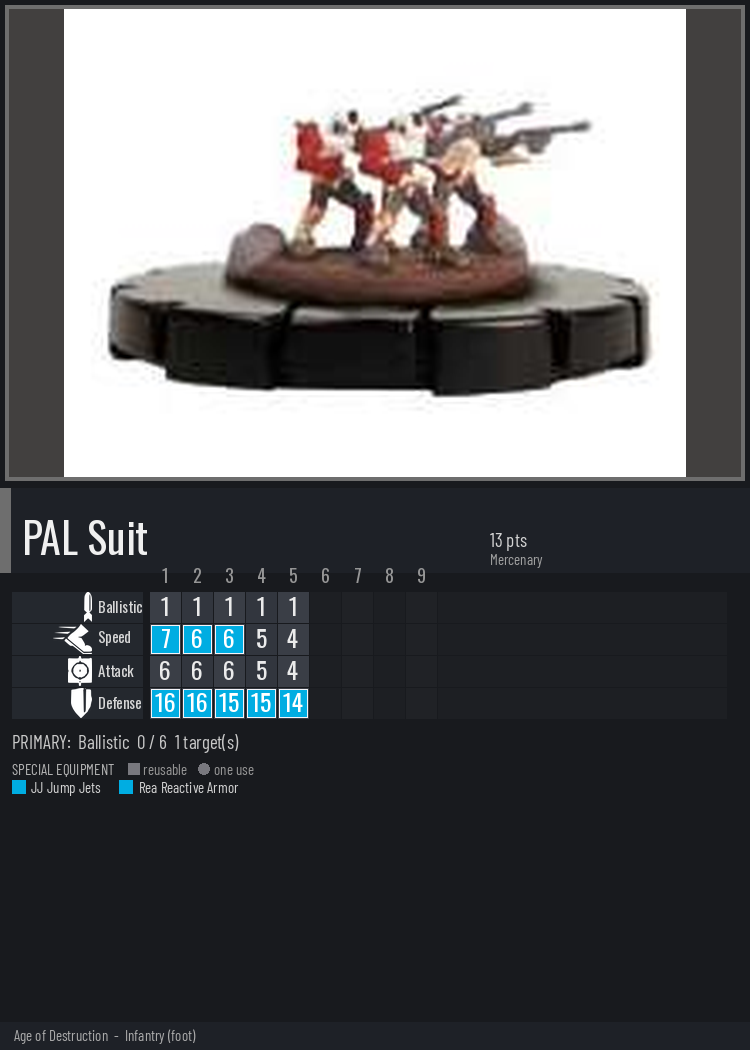 PAL Suit
13 pts
Mercenary
1 2 3 4 5 6 7 8 9
Ballistic 1 1 1 1 1
Speed 7 6 6 5 4
Attack 6 6 6 5 4
Defense 16 16 15 15 14
PRIMARY: Ballistic 0 / 6 1 target(s)
SPECIAL EQUIPMENT reusable one use
JJ Jump Jets Rea Reactive Armor
Age of Destruction - Infantry (foot)